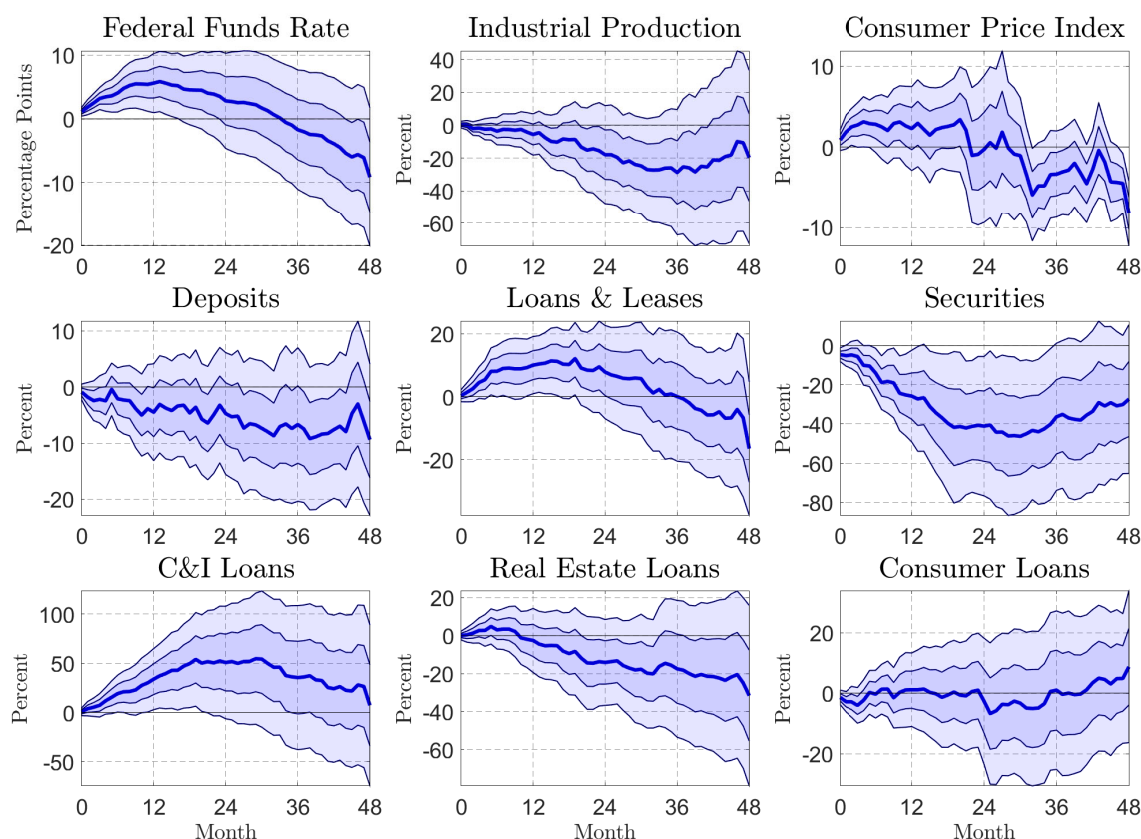 Federal Funds Rate
Industrial Production
Consumer Price Index
Percentage Points
10
0
-10
-20
0 12 24 36 48
Percent
40
20
0
-20
-40
-60
0 12 24 36 48
Percent
10
0
-10
0 12 24 36 48
Deposits
Loans & Leases
Securities
Percent
10
0
-10
-20
0 12 24 36 48
Percent
20
0
-20
0 12 24 36 48
Percent
0
-20
-40
-60
-80
0 12 24 36 48
C&I Loans
Real Estate Loans
Consumer Loans
Percent
100
50
0
-50
0 12 24 36 48
Month
Percent
20
0
-20
-40
-60
0 12 24 36 48
Month
Percent
20
0
-20
0 12 24 36 48
Month